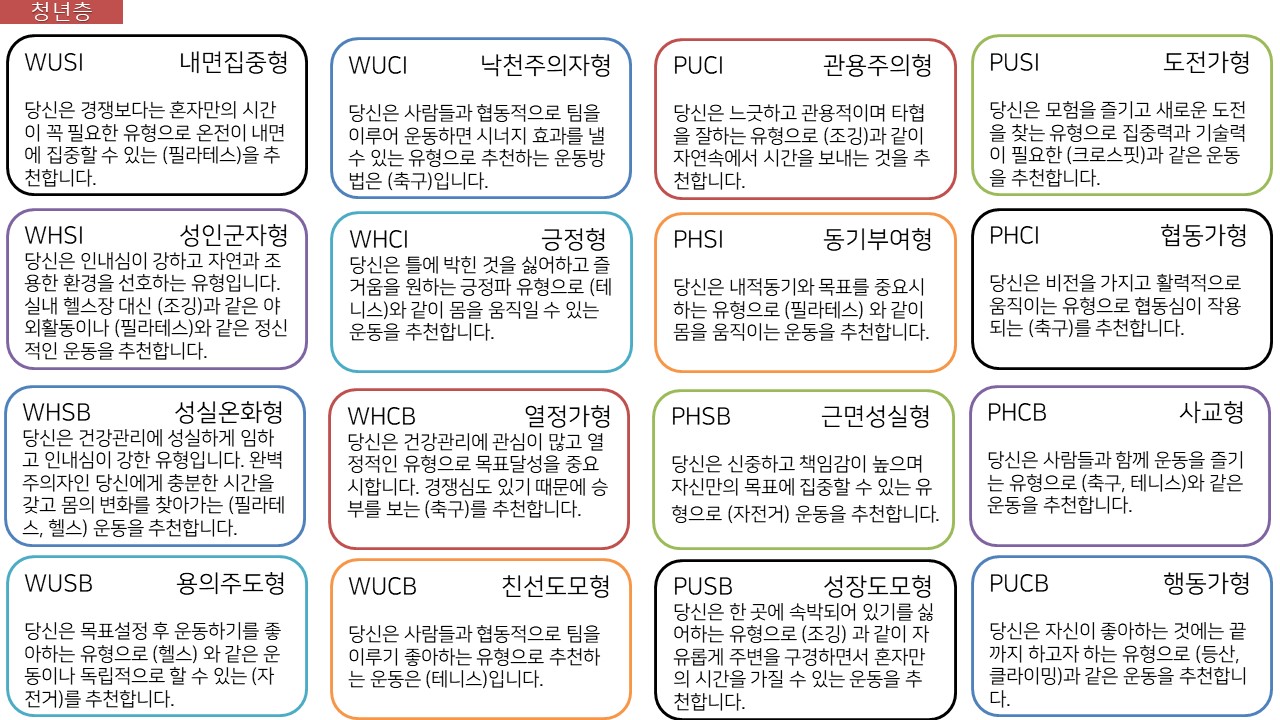 청년층
WUSI 내면집중형
당신은 경쟁보다는 혼자만의 시간
이 꼭 필요한 유형으로 온전이 내면
에 집중할 수 있는 (필라테스)을 추
천합니다.
WUCI 낙천주의자형
당신은 사람들과 협동적으로 팀을
이루어 운동하면 시너지 효과를 낼
수 있는 유형으로 추천하는 운동방
법은 (축구)입니다.
PUCI 관용주의형
당신은 느긋하고 관용적이며 타협
을 잘하는 유형으로 (조깅)과 같이
자연속에서 시간을 보내는 것을 추
천합니다.
PUSI 도전가형
당신은 모험을 즐기고 새로운 도전
을 찾는 유형으로 집중력과 기술력
이 필요한 (크로스핏)과 같은 운동
을 추천합니다.
WHSI 성인군자형
당신은 인내심이 강하고 자연과 조
용한 환경을 선호하는 유형입니다.
실내 헬스장 대신 (조깅)과 같은 야
외활동이나 (필라테스)와 같은 정신
적인 운동을 추천합니다.
WHCI 긍정형
당신은 틀에 박힌 것을 싫어하고 즐
거움을 원하는 긍정파 유형으로 (테
니스)와 같이 몸을 움직일 수 있는
운동을 추천합니다.
PHSI 동기부여형
당신은 내적동기와 목표를 중요시
하는 유형으로 (필라테스) 와 같이
몸을 움직이는 운동을 추천합니다.
PHCI 협동가형
당신은 비전을 가지고 활력적으로
움직이는 유형으로 협동심이 작용
되는 (축구)를 추천합니다.
WHSB 성실온화형
당신은 건강관리에 성실하게 임하
고 인내심이 강한 유형입니다. 완벽
주의자인 당신에게 충분한 시간을
갖고 몸의 변화를 찾아가는 (필라테
스, 헬스) 운동을 추천합니다.
WHCB 열정가형
당신은 건강관리에 관심이 많고 열
정적인 유형으로 목표달성을 중요
시합니다. 경쟁심도 있기 때문에 승
부를 보는 (축구)를 추천합니다.
PHSB 근면성실형
당신은 신중하고 책임감이 높으며
자신만의 목표에 집중할 수 있는 유
형으로 (자전거) 운동을 추천합니다.
PHCB 사교형
당신은 사람들과 함께 운동을 즐기
는 유형으로 (축구, 테니스)와 같은
운동을 추천합니다.
WUSB 용의주도형
당신은 목표설정 후 운동하기를 좋
아하는 유형으로 (헬스) 와 같은 운
동이나 독립적으로 할 수 있는 (자
전거)를 추천합니다.
WUCB 친선도모형
당신은 사람들과 협동적으로 팀을
이루기 좋아하는 유형으로 추천하
는 운동은 (테니스)입니다.
PUSB 성장도모형
당신은 한 곳에 속박되어 있기를 싫
어하는 유형으로 (조깅) 과 같이 자
유롭게 주변을 구경하면서 혼자만
의 시간을 가질 수 있는 운동을 추
천합니다.
PUCB 행동가형
당신은 자신이 좋아하는 것에는 끝
까지 하고자 하는 유형으로 (등산,
클라이밍)과 같은 운동을 추천합니
다.